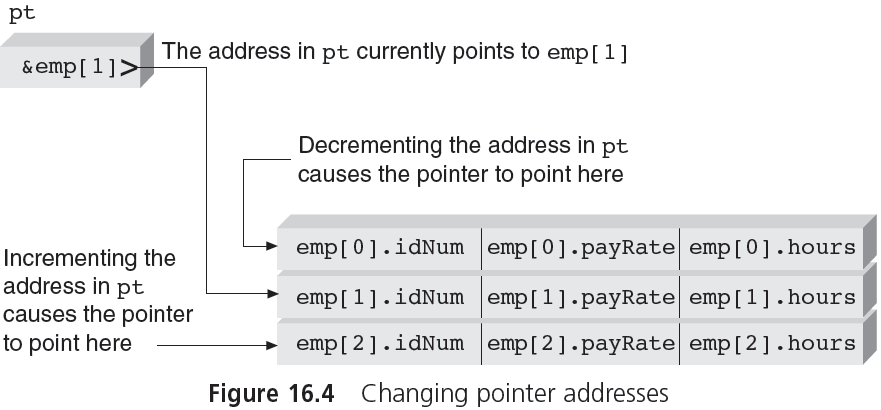 pt
&emp[1]>
The address in pt currently points to emp[1]
Decrementing the address in pt
causes the pointer to point here
Incrementing the
address in pt
causes the pointer
to point here
emp[0].idNum emp[0].payRate emp[0].hours
emp[1].idNum emp[1].payRate emp[1].hours
emp[2].idNum emp[2].payRate emp[2].hours
Figure 16.4 Changing pointer addresses